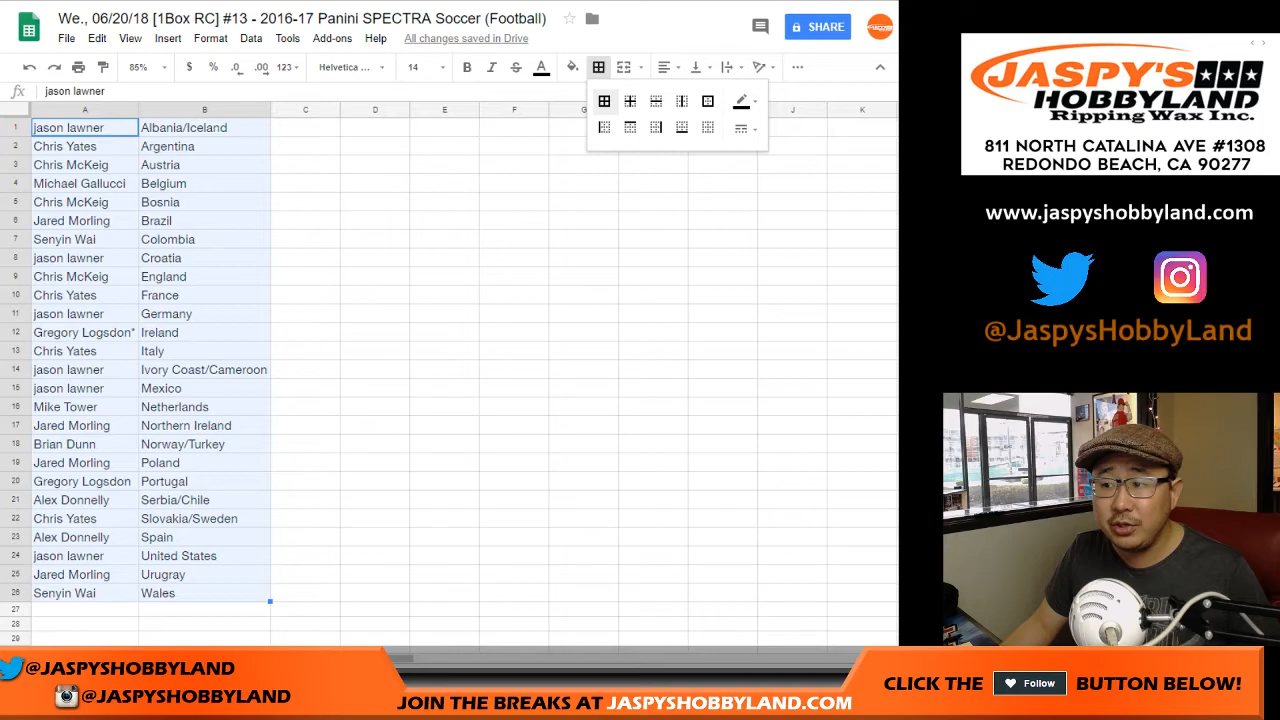 We., 06/20/18 [1Box RC] #13 - 2016-17 Panini SPECTRA Soccer (Football)
File Edit View Insert Format Data Tools Add-ons Help All changes saved in Drive
SHARE
85% $ % .0 .00 123 Helvetica ... 14 B I S A
fx jason lawner
A B C D E F G J K
1 jason lawner Albania/Iceland
2 Chris Yates Argentina
3 Chris McKeig Austria
4 Michael Gallucci Belgium
5 Chris McKeig Bosnia
6 Jared Morling Brazil
7 Senyin Wai Colombia
8 jason lawner Croatia
9 Chris McKeig England
10 Chris Yates France
11 jason lawner Germany
12 Gregory Logsdon* Ireland
13 Chris Yates Italy
14 jason lawner Ivory Coast/Cameroon
15 jason lawner Mexico
16 Mike Tower Netherlands
17 Jared Morling Northern Ireland
18 Brian Dunn Norway/Turkey
19 Jared Morling Poland
20 Gregory Logsdon Portugal
21 Alex Donnelly Serbia/Chile
22 Chris Yates Slovakia/Sweden
23 Alex Donnelly Spain
24 jason lawner United States
25 Jared Morling Urugray
26 Senyin Wai Wales
27
28
29
JASPY'S
HOBBYLAND
Ripping Wax Inc.
811 NORTH CATALINA AVE #1308
REDONDO BEACH, CA 90277
www.jaspyshobbyland.com
@JaspysHobbyLand
@JASPYSHOBBYLAND
@JASPYSHOBBYLAND
JOIN THE BREAKS AT JASPYSHOBBYLAND.COM
CLICK THE Follow BUTTON BELOW!